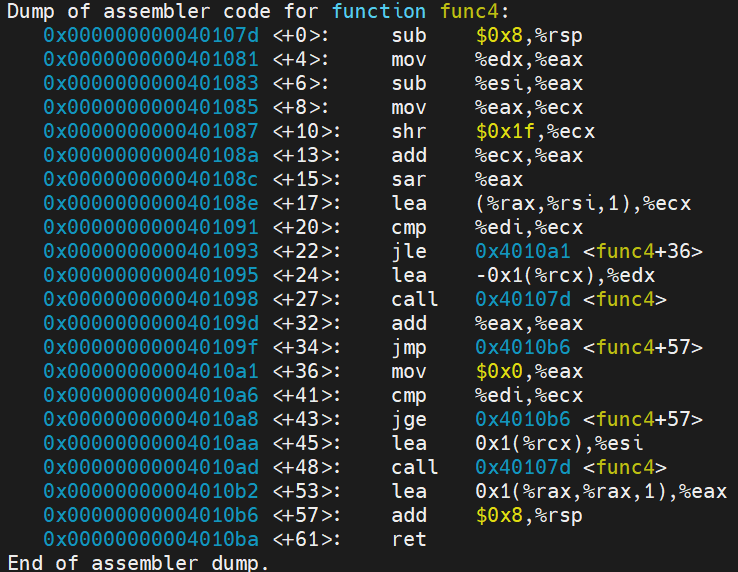 Dump of assembler code for function func4:
   0x000000000040107d <+0>:     sub    $0x8,%rsp
   0x0000000000401081 <+4>:     mov    %edx,%eax
   0x0000000000401083 <+6>:     sub    %esi,%eax
   0x0000000000401085 <+8>:     mov    %eax,%ecx
   0x0000000000401087 <+10>:    shr    $0x1f,%ecx
   0x000000000040108a <+13>:    add    %ecx,%eax
   0x000000000040108c <+15>:    sar    %eax
   0x000000000040108e <+17>:    lea    (%rax,%rsi,1),%ecx
   0x0000000000401091 <+20>:    cmp    %edi,%ecx
   0x0000000000401093 <+22>:    jle    0x4010a1 <func4+36>
   0x0000000000401095 <+24>:    lea    -0x1(%rcx),%edx
   0x0000000000401098 <+27>:    call   0x40107d <func4>
   0x000000000040109d <+32>:    add    %eax,%eax
   0x000000000040109f <+34>:    jmp    0x4010b6 <func4+57>
   0x00000000004010a1 <+36>:    mov    $0x0,%eax
   0x00000000004010a6 <+41>:    cmp    %edi,%ecx
   0x00000000004010a8 <+43>:    jge    0x4010b6 <func4+57>
   0x00000000004010aa <+45>:    lea    0x1(%rcx),%esi
   0x00000000004010ad <+48>:    call   0x40107d <func4>
   0x00000000004010b2 <+53>:    lea    0x1(%rax,%rax,1),%eax
   0x00000000004010b6 <+57>:    add    $0x8,%rsp
   0x00000000004010ba <+61>:    ret
End of assembler dump.